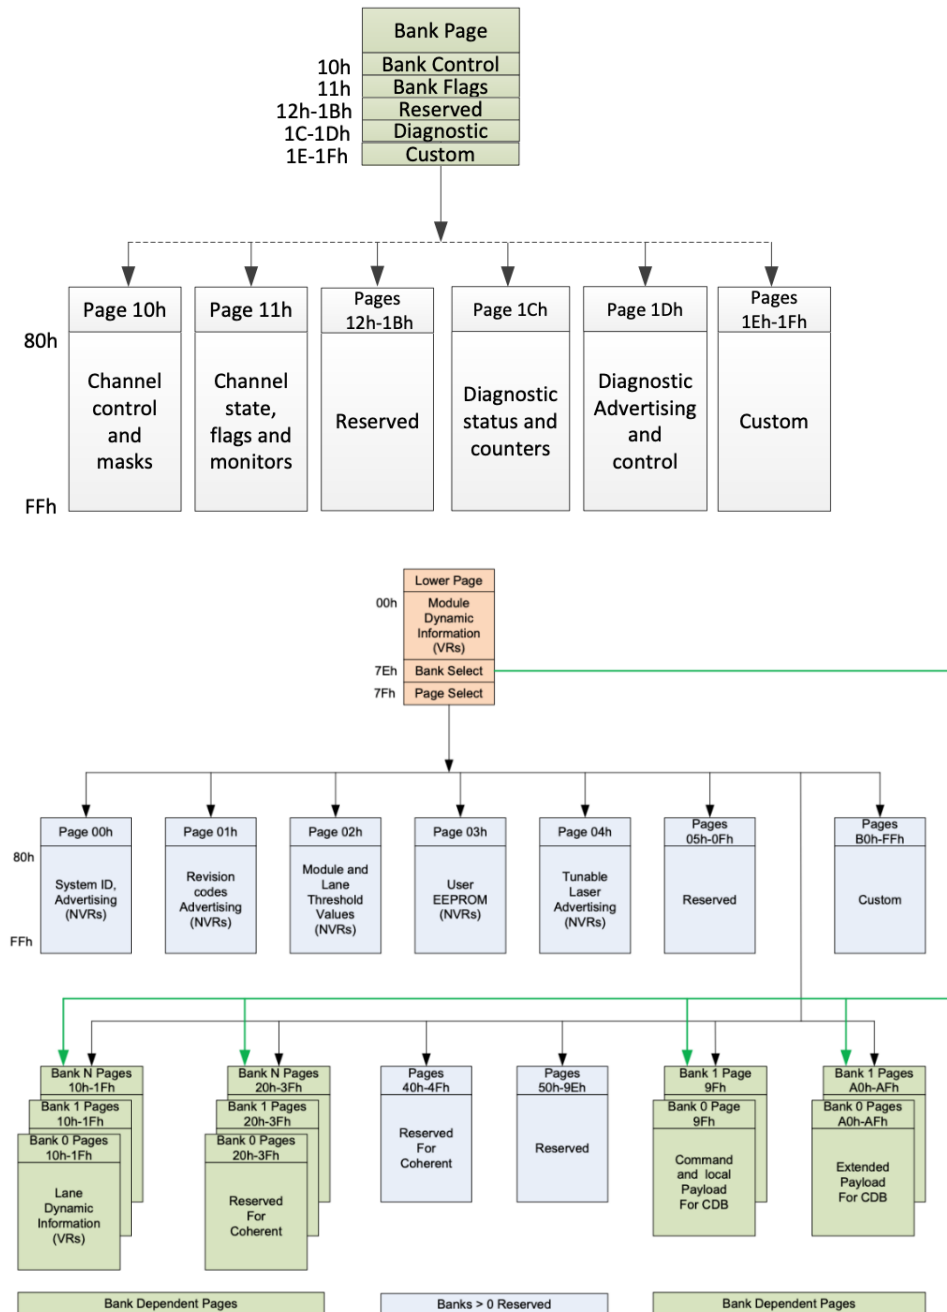 Bank Page
10h
Bank Control
11h
Bank Flags
12h-1Bh
Reserved
1C-1Dh
Diagnostic
1E-1Fh
Custom
Page 10h
Page 11h
Pages
12h-1Bh
Page 1Ch
Page 1Dh
Pages
1Eh-1Fh
80h
Channel
control
and
masks
Channel
state,
flags and
monitors
Reserved
Diagnostic
status and
counters
Diagnostic
Advertising
and
control
Custom
FFh
Lower Page
00h
Module
Dynamic
Information
(VRs)
7Eh
Bank Select
7Fh
Page Select
Page 00h
Page 01h
Page 02h
Page 03h
Page 04h
Pages
05h-0Fh
Pages
B0h-FFh
80h
System ID,
Advertising
(NVRs)
Revision
codes
Advertising
(NVRs)
Module and
Lane
Threshold
Values
(NVRs)
User
EEPROM
(NVRs)
Tunable
Laser
Advertising
(NVRs)
Reserved
Custom
FFh
Bank N Pages
10h-1Fh
Bank 1 Pages
10h-1Fh
Bank 0 Pages
10h-1Fh
Lane
Dynamic
Information
(VRs)
Bank N Pages
20h-3Fh
Bank 1 Pages
20h-3Fh
Bank 0 Pages
20h-3Fh
Reserved
For
Coherent
Pages
40h-4Fh
Reserved
For
Coherent
Pages
50h-9Eh
Reserved
Bank 1 Page
9Fh
Bank 0 Page
9Fh
Command
and local
Payload
For CDB
Bank 1 Pages
A0h-AFh
Bank 0 Pages
A0h-AFh
Extended
Payload
For CDB
Bank Dependent Pages
Banks > 0 Reserved
Bank Dependent Pages